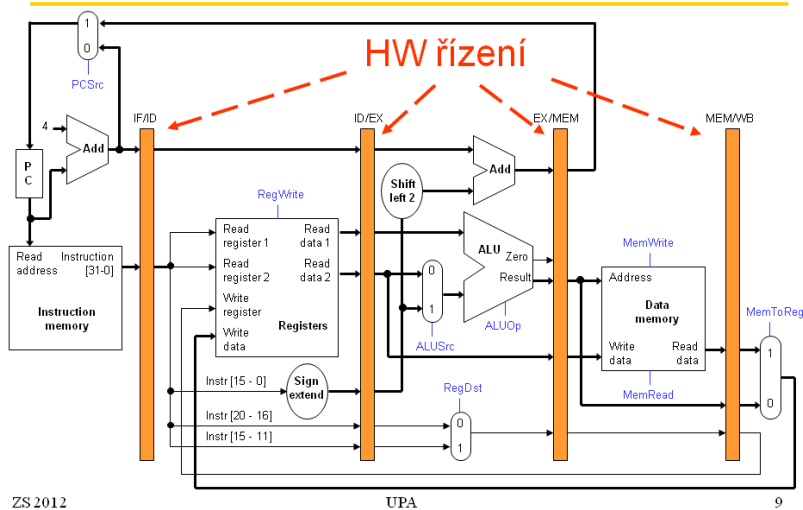 HW řízení
1
0
PCSrc
4
Add
P
C
IF/ID
ID/EX
EX/MEM
MEM/WB
Read
address
Instruction
[31-0]
Instruction
memory
RegWrite
Read
register 1
Read
data 1
Read
register 2
Read
data 2
Write
register
Write
data
Registers
Shift
left 2
Add
0
1
ALUSrc
ALU
Zero
Result
ALUOp
MemWrite
Address
Data
memory
Write
data
Read
data
MemRead
MemToReg
1
0
Instr [15 - 0]
Sign
extend
RegDst
Instr [20 - 16]
0
Instr [15 - 11]
1
ZS 2012
UPA
9